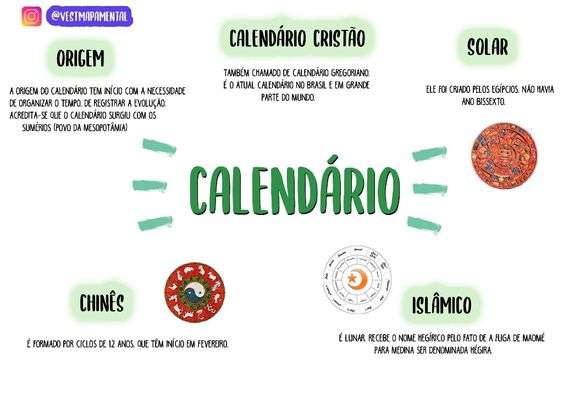 @VESTMAPAMENTAL
ORIGEM
A ORIGEM DO CALENDÁRIO TEM INÍCIO COM A NECESSIDADE
DE ORGANIZAR O TEMPO, DE REGISTRAR A EVOLUÇÃO.
ACREDITA-SE QUE O CALENDÁRIO SURGIU COM OS
SUMÉRIOS (POVO DA MESOPOTÂMIA)
CALENDÁRIO CRISTÃO
TAMBÉM CHAMADO DE CALENDÁRIO GREGORIANO.
É O ATUAL CALENDÁRIO NO BRASIL E EM GRANDE
PARTE DO MUNDO.
SOLAR
ELE FOI CRIADO PELOS EGÍPCIOS. NÃO HAVIA
ANO BISSEXTO.
CALENDÁRIO
CHINÊS
É FORMADO POR CICLOS DE 12 ANOS, QUE TÊM INÍCIO EM FEVEREIRO.
ISLÂMICO
É LUNAR. RECEBE O NOME HEGÍRICO PELO FATO DE A FUGA DE MAOMÉ
PARA MEDINA SER DENOMINADA HÉGIRA.